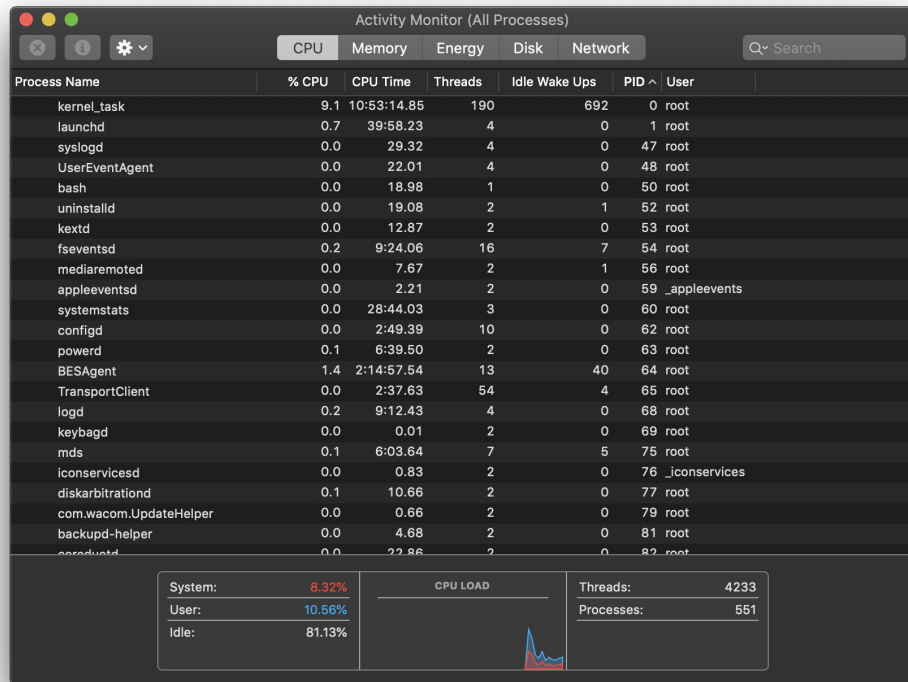 Activity Monitor (All Processes)
CPU Memory Energy Disk Network Search
Process Name % CPU CPU Time Threads Idle Wake Ups PID User
kernel_task 9.1 10:53:14.85 190 692 0 root
launchd 0.7 39:58.23 4 0 1 root
syslogd 0.0 29.32 4 0 47 root
UserEventAgent 0.0 22.01 4 0 48 root
bash 0.0 18.98 1 0 50 root
uninstalld 0.0 19.08 2 1 52 root
kextd 0.0 12.87 2 0 53 root
fseventsd 0.2 9:24.06 16 7 54 root
mediaremoted 0.0 7.67 2 1 56 root
appleeventsd 0.0 2.21 2 0 59 _appleevents
systemstats 0.0 28:44.03 3 0 60 root
configd 0.0 2:49.39 10 0 62 root
powerd 0.1 6:39.50 2 0 63 root
BESAgent 1.4 2:14:57.54 13 40 64 root
TransportClient 0.0 2:37.63 54 4 65 root
logd 0.2 9:12.43 4 0 68 root
keybagd 0.0 0.01 2 0 69 root
mds 0.1 6:03.64 7 5 75 root
iconservicesd 0.0 0.83 2 0 76 _iconservices
diskarbitrationd 0.1 10.66 2 0 77 root
com.wacom.UpdateHelper 0.0 0.66 2 0 79 root
backupd-helper 0.0 4.68 2 0 81 root
0.0 22.86 2 0 82 root
System: 8.32% CPU LOAD Threads: 4233
User: 10.56% Processes: 551
Idle: 81.13%